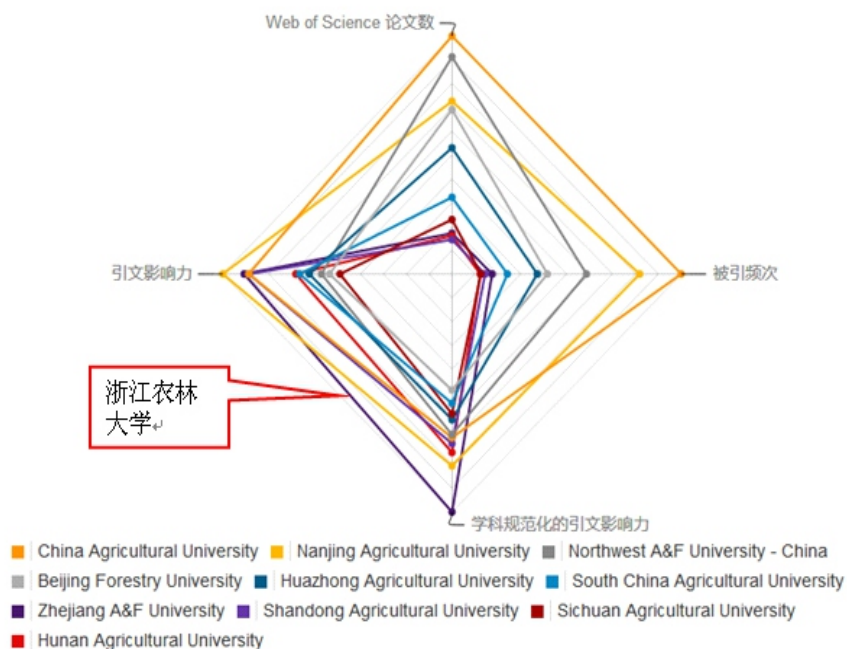 Web of Science 论文数
引文影响力
被引频次
浙江农林
大学↵
学科规范化的引文影响力
China Agricultural University
Nanjing Agricultural University
Northwest A&F University - China
Beijing Forestry University
Huazhong Agricultural University
South China Agricultural University
Zhejiang A&F University
Shandong Agricultural University
Sichuan Agricultural University
Hunan Agricultural University